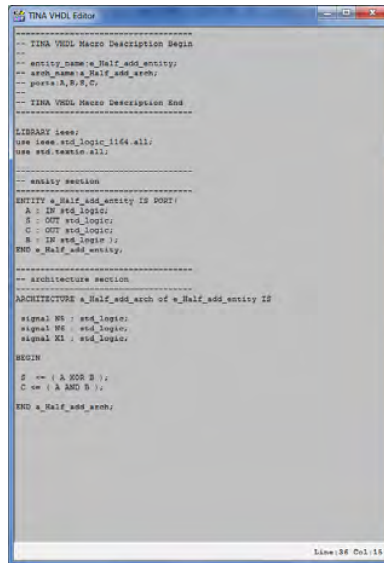 TINA VHDL Editor
------------------------------------
-- TINA VHDL Macro Description Begin
--
-- entity_name:e_Half_add_entity;
-- arch_name:a_Half_add_arch;
-- ports:A,B;S,C;
--
-- TINA VHDL Macro Description End
------------------------------------
LIBRARY ieee;
use ieee.std_logic_1164.all;
use std.textio.all;
------------------------------------
-- entity section
------------------------------------
ENTITY e_Half_add_entity IS PORT(
A : IN std_logic;
S : OUT std_logic;
C : OUT std_logic;
B : IN std_logic );
END e_Half_add_entity;
------------------------------------
-- architecture section
------------------------------------
ARCHITECTURE a_Half_add_arch of e_Half_add_entity IS
signal N5 : std_logic;
signal N6 : std_logic;
signal X1 : std_logic;
BEGIN
S <= ( A XOR B );
C <= ( A AND B );
END a_Half_add_arch;
Line:36 Col:15